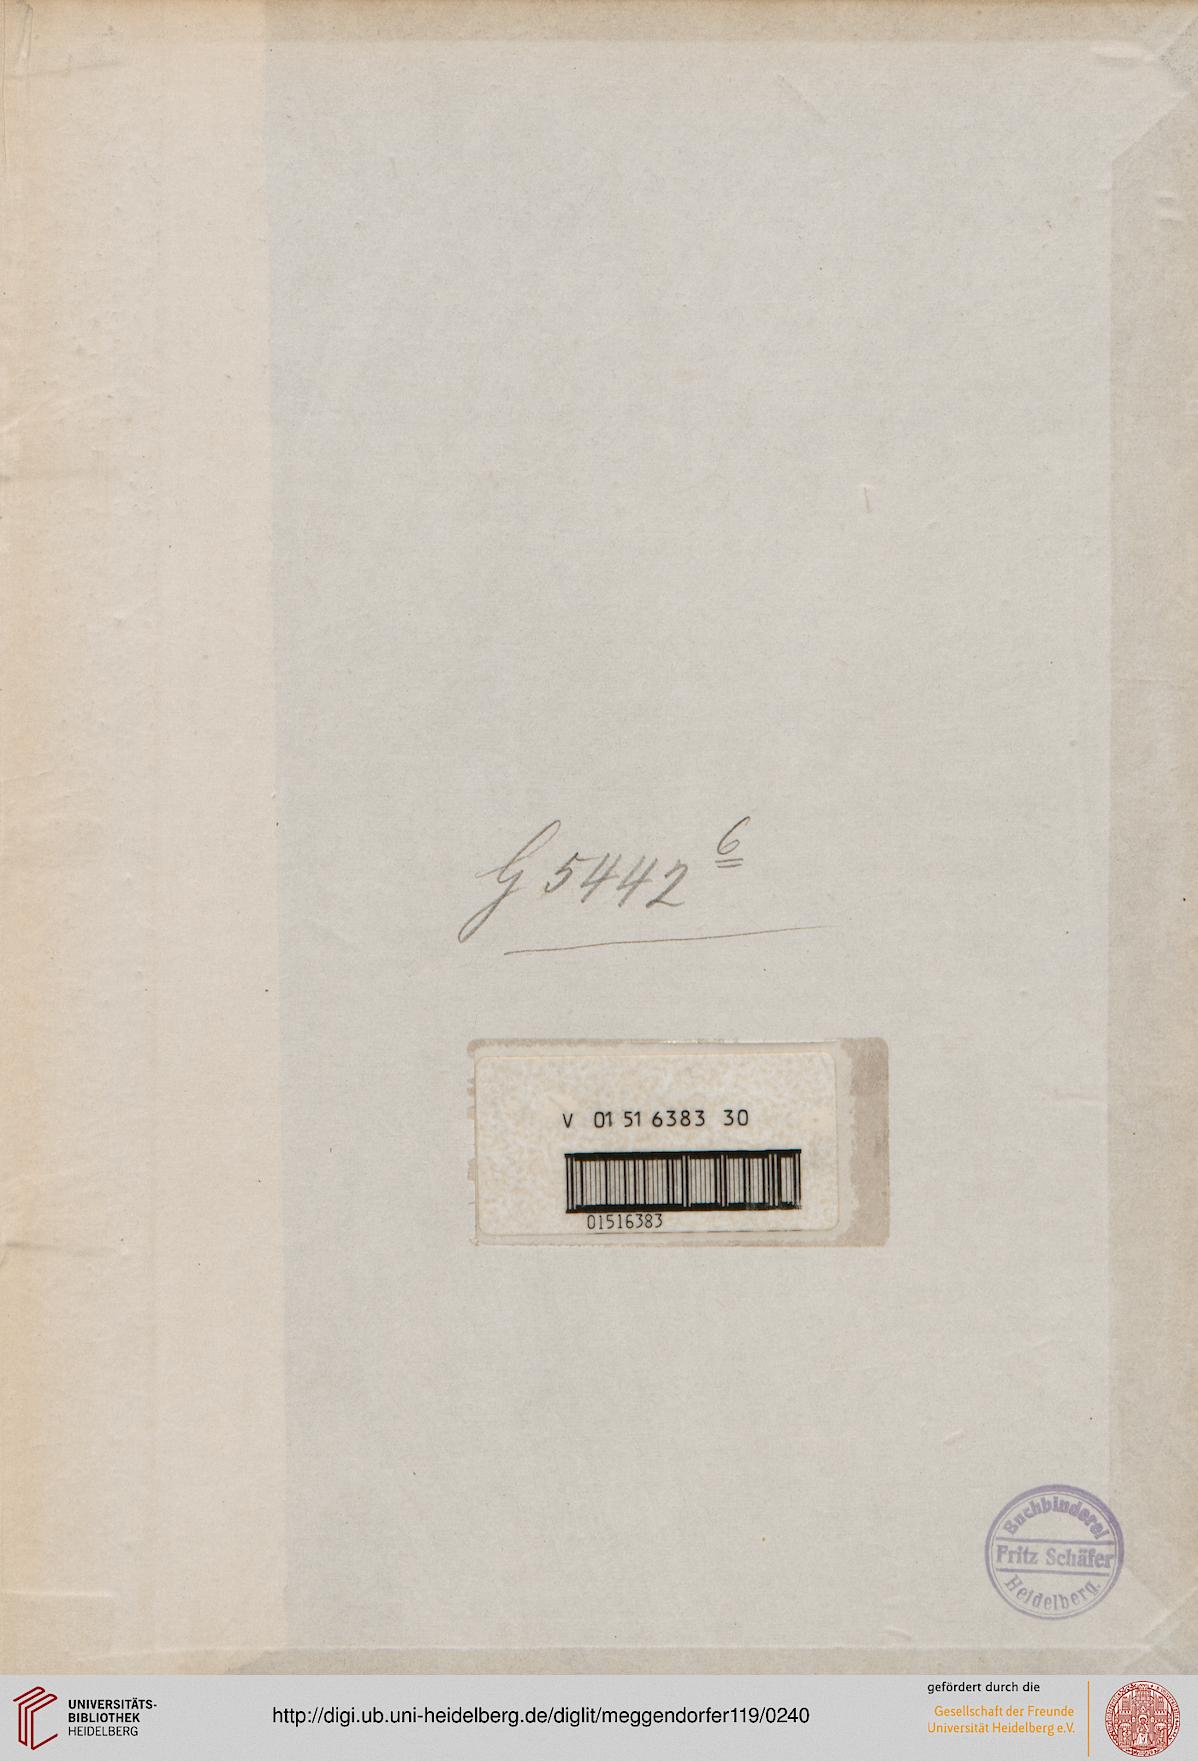 G 5442 6
V 01 51 6383 30
01516383
Buchbinderei
Fritz Schäfer
Heidelberg.
UNIVERSITÄTS-
BIBLIOTHEK
HEIDELBERG
http://digi.ub.uni-heidelberg.de/diglit/meggendorfer119/0240
gefördert durch die
Gesellschaft der Freunde
Universität Heidelberg e.V.